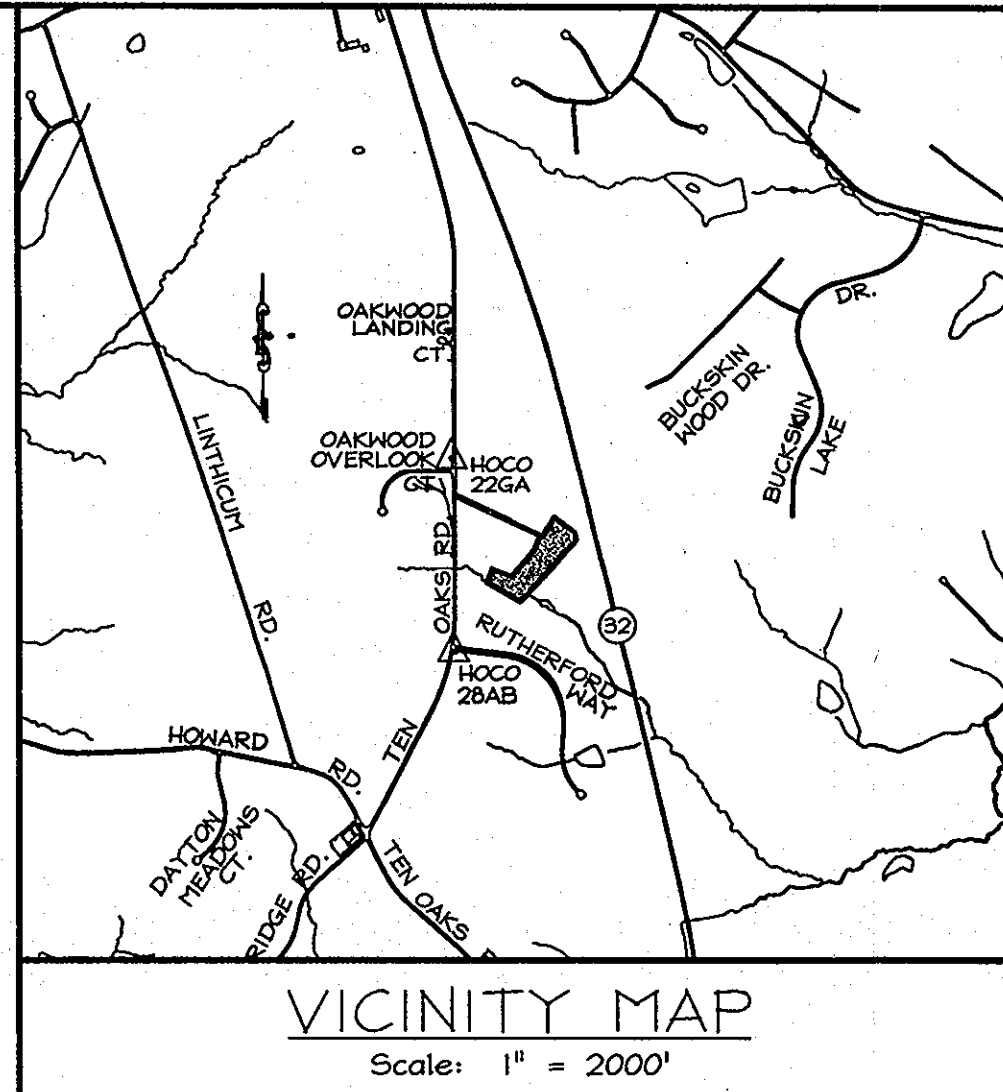 OAKWOOD
LANDING
CT.
OAKWOOD
OVERLOOK
CT.
HOCO
22GA
OAKS RD.
LINTHICUM
RD.
BUCKSKIN
WOOD DR.
DR.
BUCKSKIN
LAKE
32
RUTHERFORD
WAY
HOCO
28AB
TEN
HOWARD
RD.
DAYTON
MEADOWS
CT.
RIDGE RD.
TEN OAKS
VICINITY MAP
Scale: 1" = 2000'